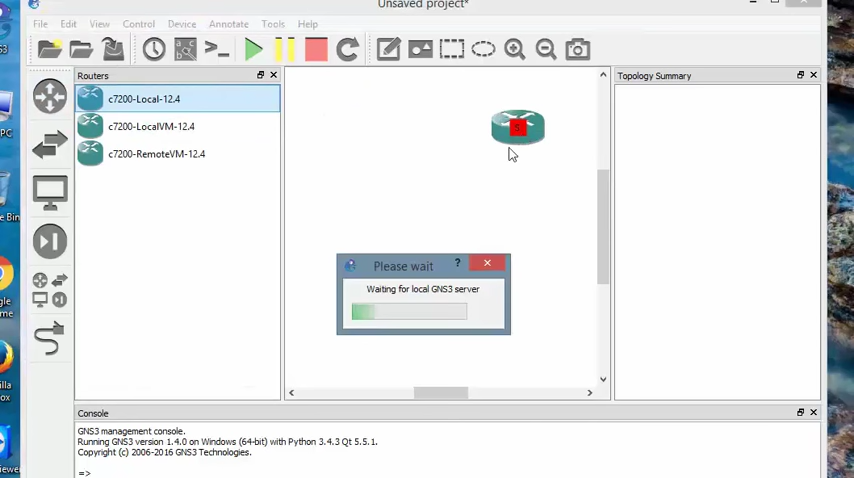 Unsaved project*
File Edit View Control Device Annotate Tools Help
Routers
c7200-Local-12.4
c7200-LocalVM-12.4
c7200-RemoteVM-12.4
Topology Summary
Please wait
?
Waiting for local GNS3 server
Console
GNS3 management console.
Running GNS3 version 1.4.0 on Windows (64-bit) with Python 3.4.3 Qt 5.5.1.
Copyright (c) 2006-2016 GNS3 Technologies.
=>